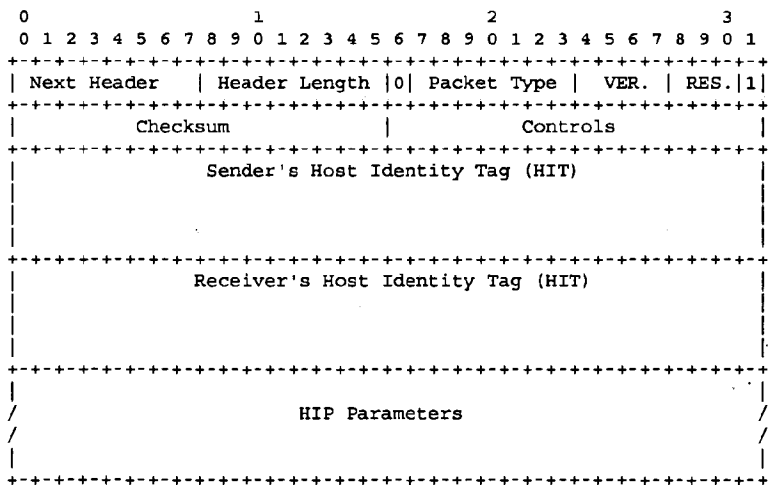 0 1 2 3
0 1 2 3 4 5 6 7 8 9 0 1 2 3 4 5 6 7 8 9 0 1 2 3 4 5 6 7 8 9 0 1
| Next Header | Header Length |0| Packet Type | VER. | RES.|1|
| Checksum | Controls |
Sender's Host Identity Tag (HIT)
Receiver's Host Identity Tag (HIT)
HIP Parameters